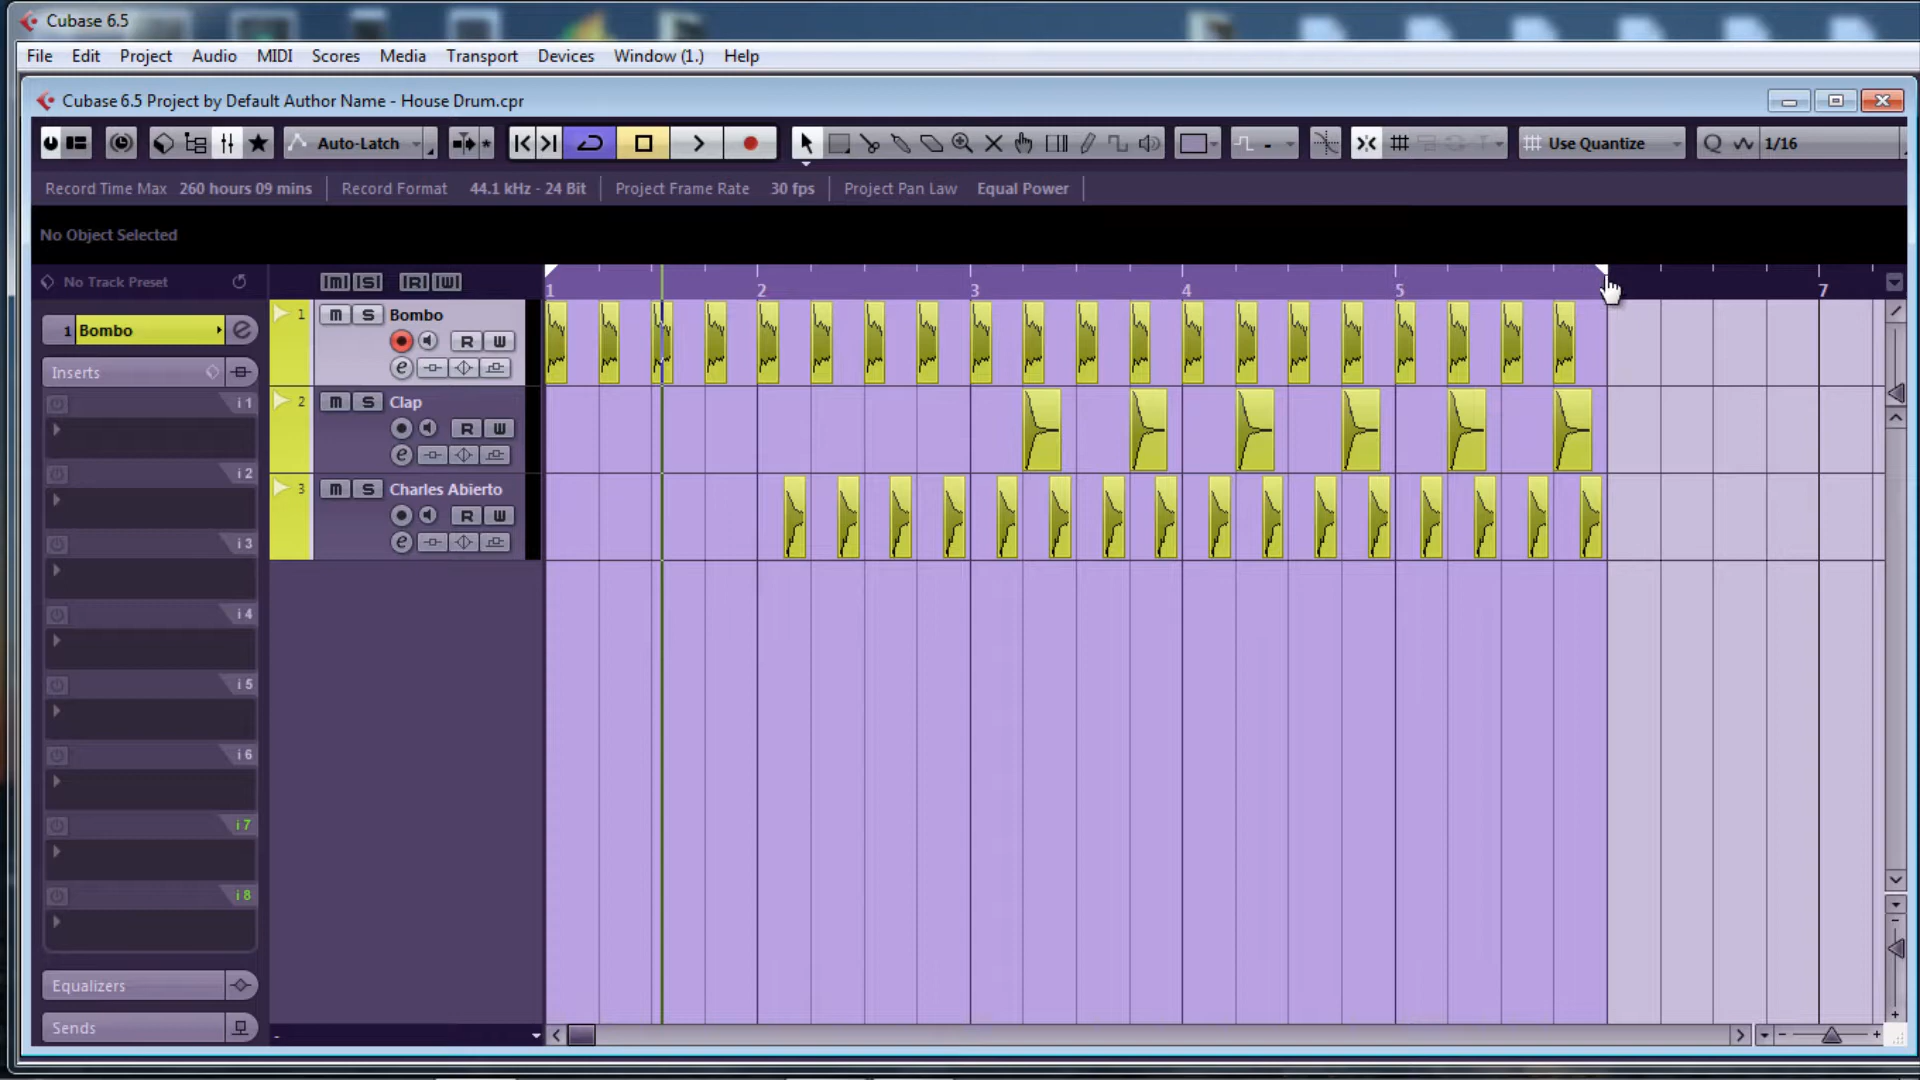 Cubase 6.5
File Edit Project Audio MIDI Scores Media Transport Devices Window (1.) Help
Cubase 6.5 Project by Default Author Name - House Drum.cpr
Auto-Latch * - Use Quantize Q 1/16
Record Time Max 260 hours 09 mins Record Format 44.1 kHz - 24 Bit Project Frame Rate 30 fps Project Pan Law Equal Power
No Object Selected
No Track Preset [M] [S] [R] [W]
1 2 3 4 5 7
1 Bombo e
1 m S Bombo
R W
e
Inserts
i 1
2 m S Clap
R W
e
i 2
3 m S Charles Abierto
R W
e
i 3
i 4
i 5
i 6
i 7
i 8
Equalizers
Sends